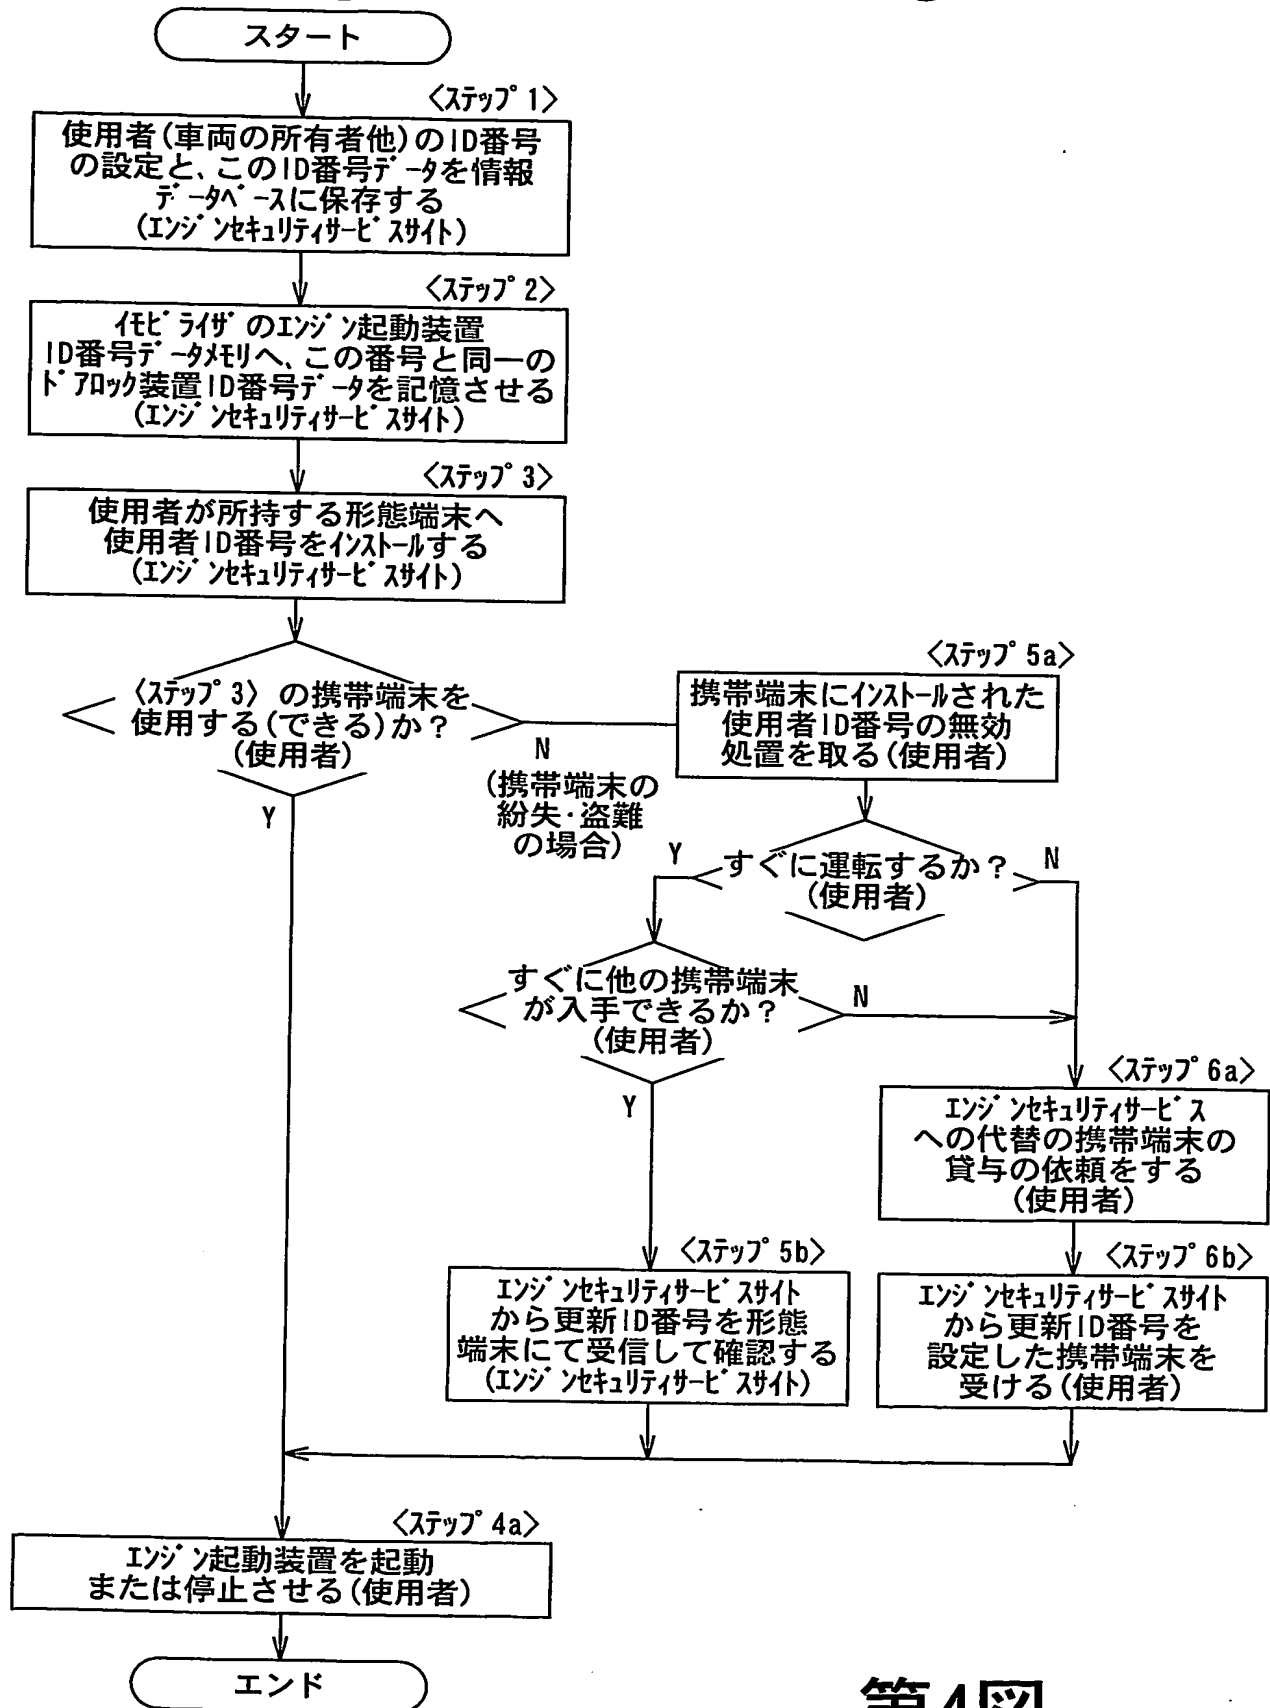 スタート
〈ステップ1〉
使用者(車両の所有者他)のID番号
の設定と、このID番号データを情報
データベースに保存する
(エンジンセキュリティサービスサイト)
〈ステップ2〉
イモビライザのエンジン起動装置
ID番号データメモリへ、この番号と同一の
ドアロック装置ID番号データを記憶させる
(エンジンセキュリティサービスサイト)
〈ステップ3〉
使用者が所持する形態端末へ
使用者ID番号をインストールする
(エンジンセキュリティサービスサイト)
〈ステップ3〉の携帯端末を
使用する(できる)か?
(使用者)
N
(携帯端末の
紛失・盗難
の場合)
Y
〈ステップ5a〉
携帯端末にインストールされた
使用者ID番号の無効
処置を取る(使用者)
すぐに運転するか?
(使用者)
Y
N
すぐに他の携帯端末
が入手できるか?
(使用者)
N
Y
〈ステップ6a〉
エンジンセキュリティサービス
への代替の携帯端末の
貸与の依頼をする
(使用者)
〈ステップ5b〉
エンジンセキュリティサービスサイト
から更新ID番号を形態
端末にて受信して確認する
(エンジンセキュリティサービスサイト)
〈ステップ6b〉
エンジンセキュリティサービスサイト
から更新ID番号を
設定した携帯端末を
受ける(使用者)
〈ステップ4a〉
エンジン起動装置を起動
または停止させる(使用者)
エンド
第4図